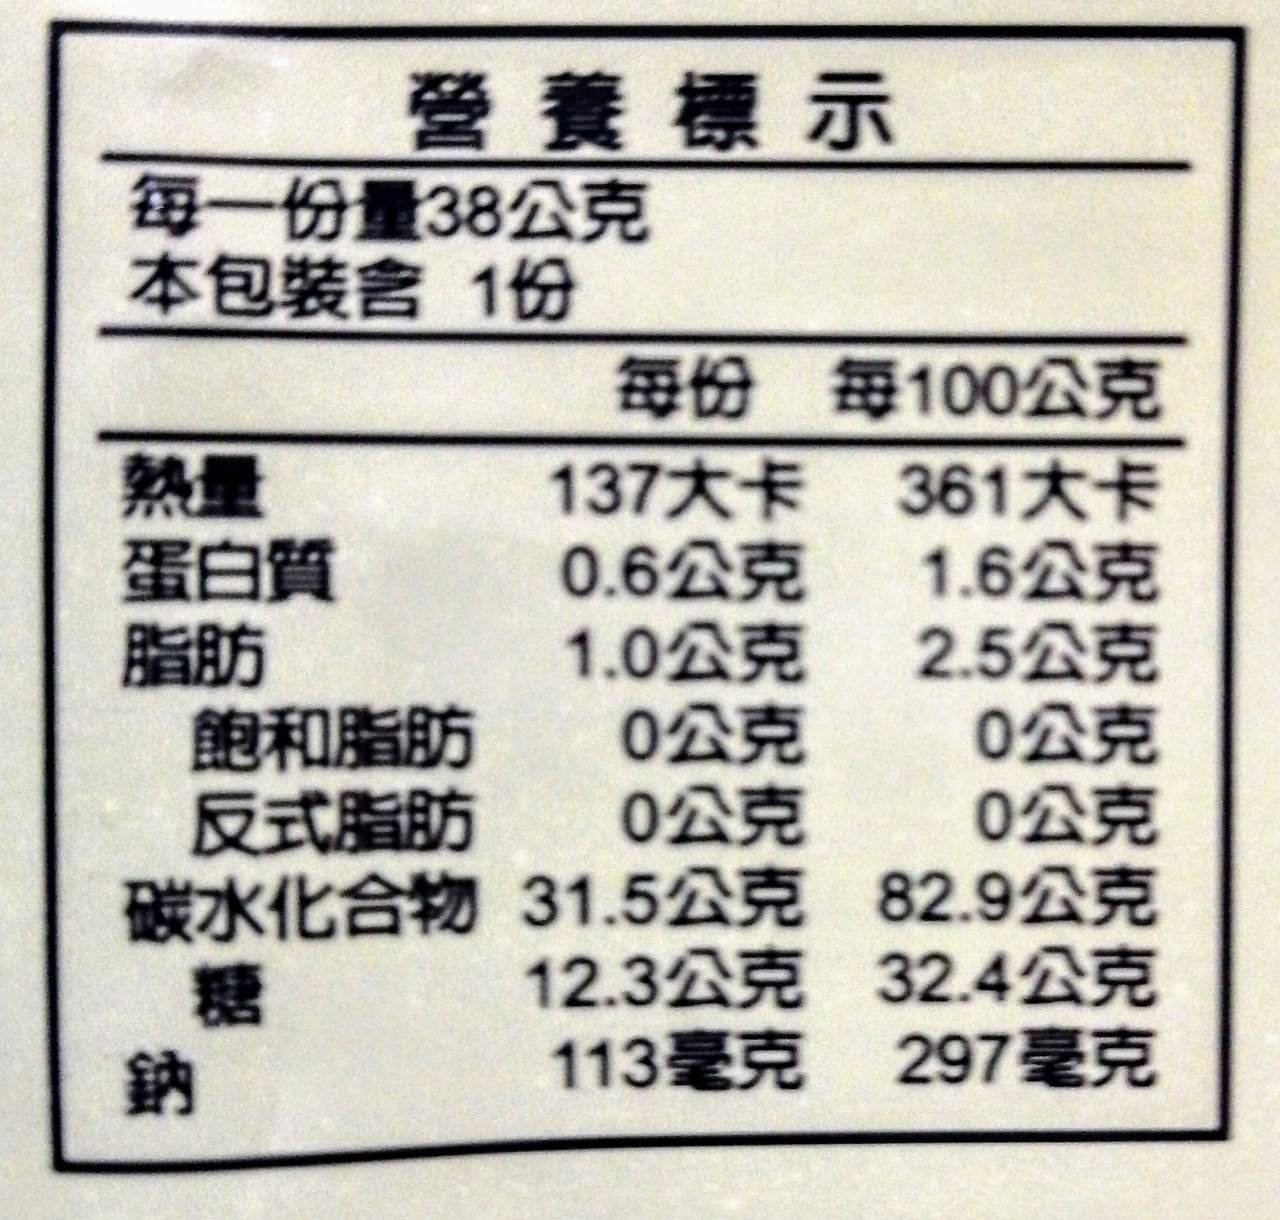 營養標示
每一份量38公克
本包裝含 1份
每份 每100公克
熱量 137大卡 361大卡
蛋白質 0.6公克 1.6公克
脂肪 1.0公克 2.5公克
飽和脂肪 0公克 0公克
反式脂肪 0公克 0公克
碳水化合物 31.5公克 82.9公克
糖 12.3公克 32.4公克
鈉 113毫克 297毫克